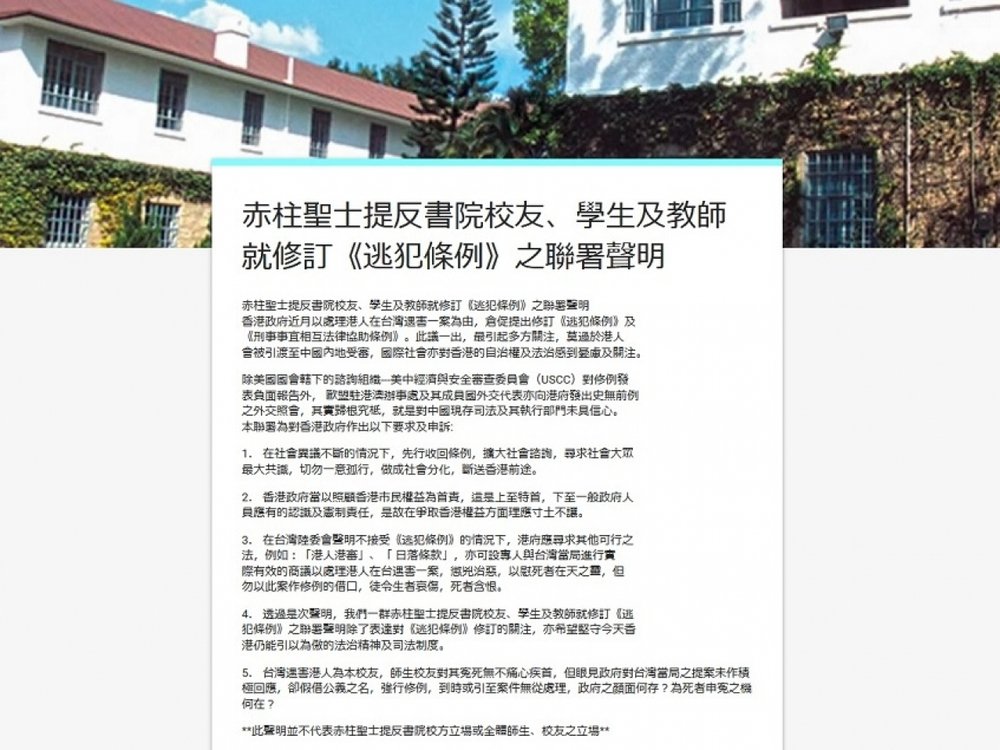 赤柱聖士提反書院校友、學生及教師
就修訂《逃犯條例》之聯署聲明
赤柱聖士提反書院校友、學生及教師就修訂《逃犯條例》之聯署聲明
香港政府近月以處理港人在台灣遇害一案為由，倉促提出修訂《逃犯條例》及
《刑事事宜相互法律協助條例》。此議一出，最引起多方關注，莫過於港人
會被引渡至中國內地受審，國際社會亦對香港的自治權及法治感到憂慮及關注。
除美國國會轄下的諮詢組織---美中經濟與安全審查委員會（USCC）對修例發
表負面報告外， 歐盟駐港澳辦事處及其成員國外交代表亦向港府發出史無前例
之外交照會，其實歸根究柢，就是對中國現存司法及其執行部門未具信心。
本聯署為對香港政府作出以下要求及申訴:
1. 在社會異議不斷的情況下，先行收回條例，擴大社會諮詢，尋求社會大眾
最大共識，切勿一意孤行，做成社會分化，斷送香港前途。
2. 香港政府當以照顧香港市民權益為首責，這是上至特首，下至一般政府人
員應有的認識及憲制責任，是故在爭取香港權益方面理應寸土不讓。
3. 在台灣陸委會聲明不接受《逃犯條例》的情況下，港府應尋求其他可行之
法，例如：「港人港審」、「 日落條款」，亦可設專人與台灣當局進行實
際有效的商議以處理港人在台遇害一案，懲兇治惡，以慰死者在天之靈，但
勿以此案作修例的借口，徒令生者哀傷，死者含恨。
4. 透過是次聲明，我們一群赤柱聖士提反書院校友、學生及教師就修訂《逃
犯條例》之聯署聲明除了表達對《逃犯條例》修訂的關注，亦希望堅守今天香
港仍能引以為傲的法治精神及司法制度。
5. 台灣遇害港人為本校友，師生校友對其冤死無不痛心疾首，但眼見政府對台灣當局之提案未作積
極回應，卻假借公義之名，強行修例，到時或引至案件無從處理，政府之顏面何存？為死者申冤之機
何在？
**此聲明並不代表赤柱聖士提反書院校方立場或全體師生、校友之立場**